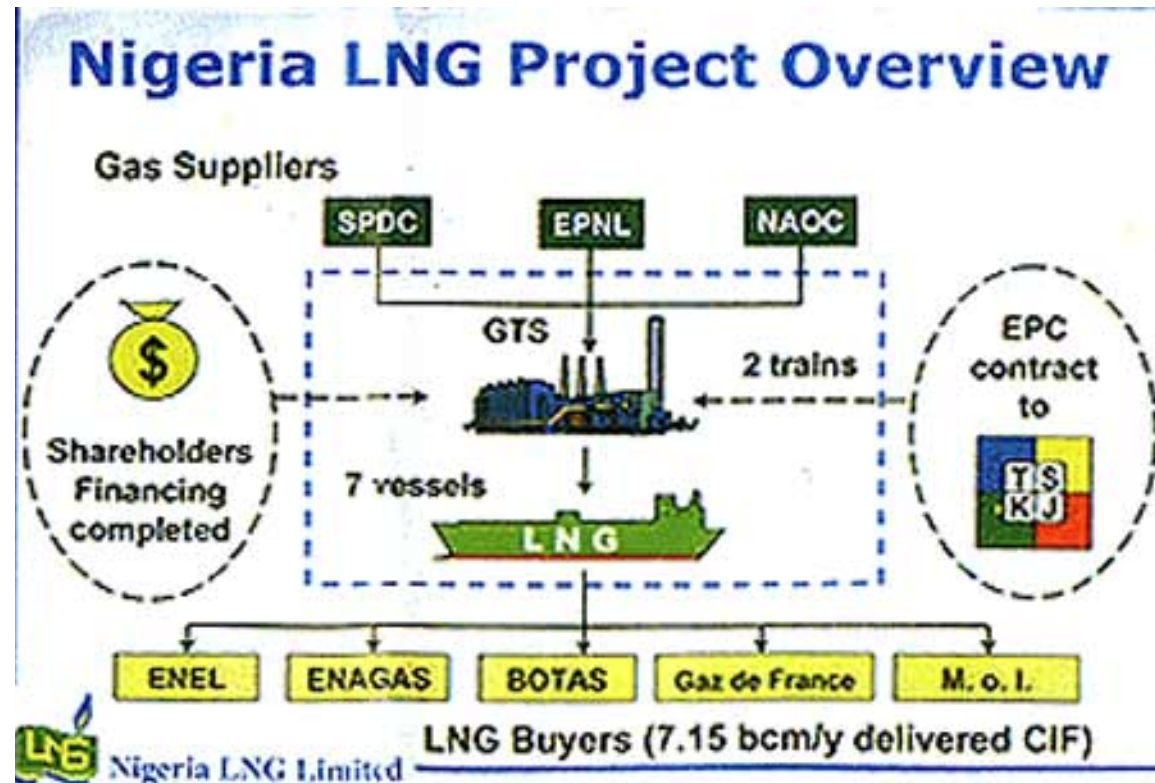 Nigeria LNG Project Overview
Gas Suppliers
SPDC
EPNL
NAOC
GTS
2 trains
$
Shareholders
Financing
completed
EPC
contract
to
T S
K J
7 vessels
LNG
ENEL
ENAGAS
BOTAS
Gaz de France
M. o. I.
LNG Buyers (7.15 bcm/y delivered CIF)
LNG
Nigeria LNG Limited